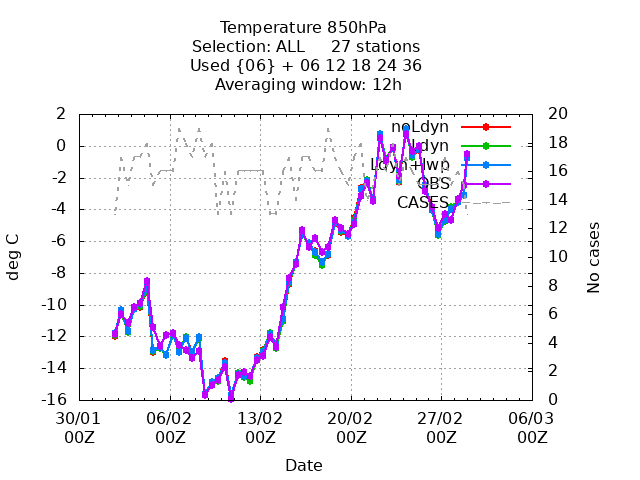 Temperature 850hPa
Selection: ALL     27 stations
Used {06} + 06 12 18 24 36
Averaging window: 12h
2
0
-2
-4
-6
-8
-10
-12
-14
-16
deg C
20
18
16
14
12
10
8
6
4
2
0
No cases
noLdyn
Ldyn
Ldyn+lwp
OBS
CASES
30/01 06/02 13/02 20/02 27/02 06/03
00Z 00Z 00Z 00Z 00Z 00Z
Date